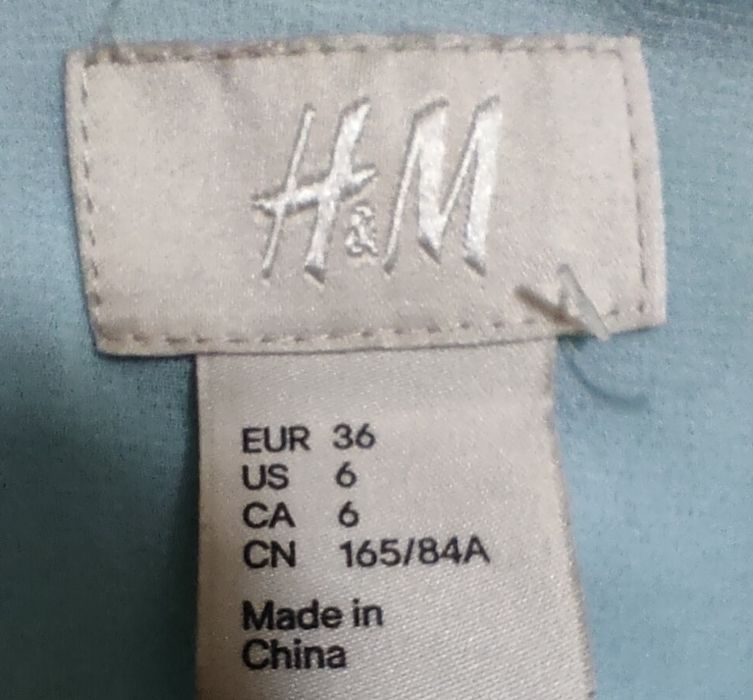 H&M
EUR 36
US 6
CA 6
CN 165/84A
Made in
China